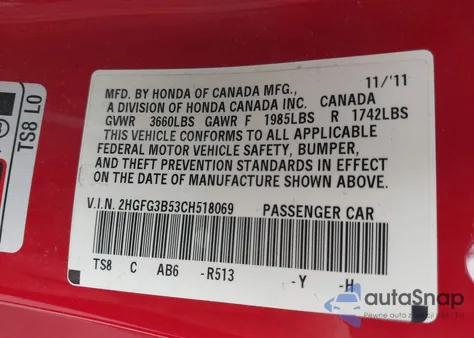 MFD. BY HONDA OF CANADA MFG., 11/'11
A DIVISION OF HONDA CANADA INC. CANADA
GVWR 3660LBS GAWR F 1985LBS R 1742LBS
THIS VEHICLE CONFORMS TO ALL APPLICABLE
FEDERAL MOTOR VEHICLE SAFETY, BUMPER,
AND THEFT PREVENTION STANDARDS IN EFFECT
ON THE DATE OF MANUFACTURE SHOWN ABOVE.
V.I.N. 2HGFG3B53CH518069 PASSENGER CAR
TS8 C AB6 -R513 -Y -H
TS8 LO
autoSnap